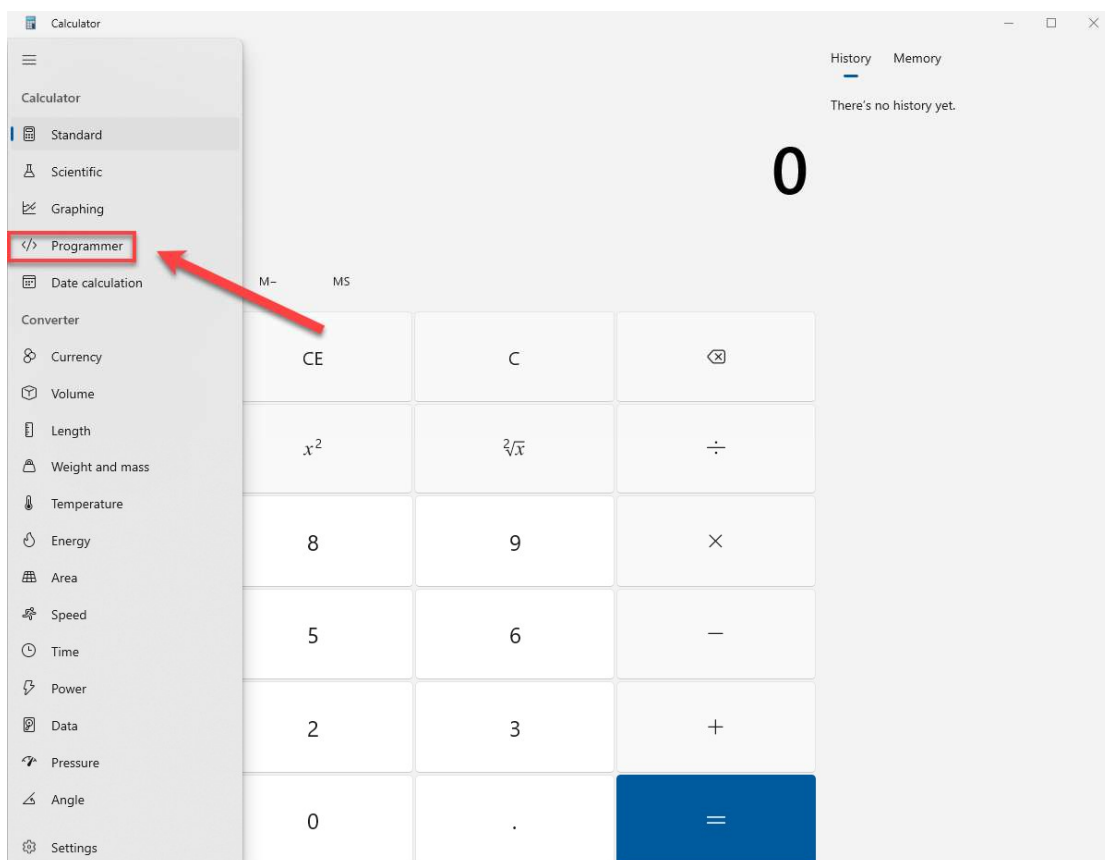 Calculator
Calculator
Standard
Scientific
Graphing
</> Programmer
Date calculation
Converter
Currency
Volume
Length
Weight and mass
Temperature
Energy
Area
Speed
Time
Power
Data
Pressure
Angle
Settings
0
M− MS
CE C
x² ²√x ÷
8 9 ×
5 6 −
2 3 +
0 . =
History Memory
There's no history yet.